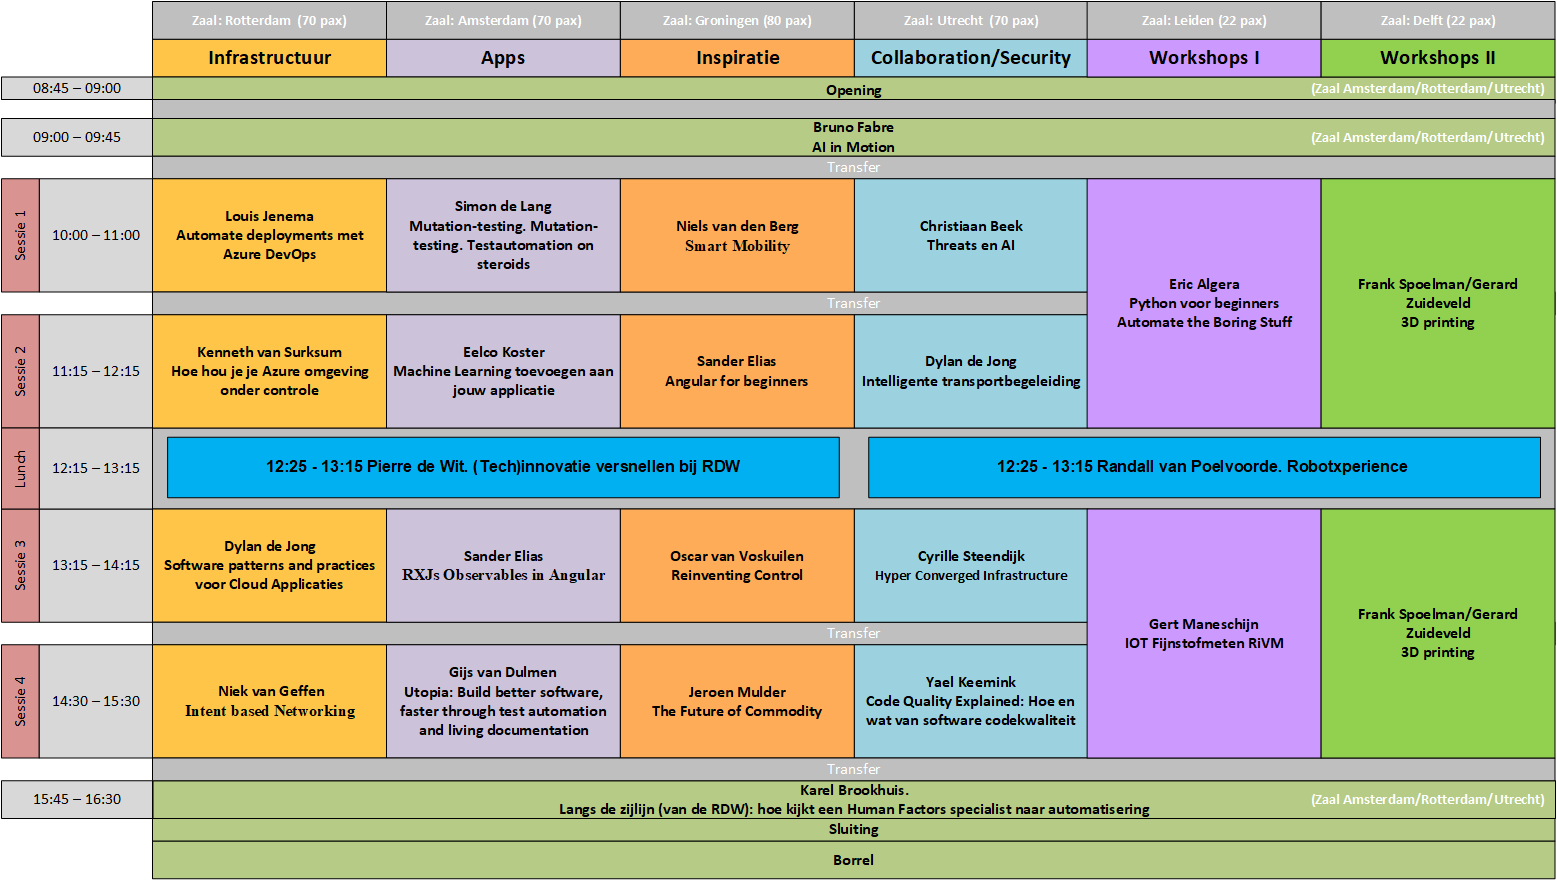 Zaal: Rotterdam (70 pax)
Zaal: Amsterdam (70 pax)
Zaal: Groningen (80 pax)
Zaal: Utrecht (70 pax)
Zaal: Leiden (22 pax)
Zaal: Delft (22 pax)
Infrastructuur
Apps
Inspiratie
Collaboration/Security
Workshops I
Workshops II
08:45 – 09:00
Opening
(Zaal Amsterdam/Rotterdam/Utrecht)
09:00 – 09:45
Bruno Fabre
AI in Motion
(Zaal Amsterdam/Rotterdam/Utrecht)
Transfer
Sessie 1
10:00 – 11:00
Louis Jenema
Automate deployments met
Azure DevOps
Simon de Lang
Mutation-testing. Mutation-
testing. Testautomation on
steroids
Niels van den Berg
Smart Mobility
Christiaan Beek
Threats en AI
Eric Algera
Python voor beginners
Automate the Boring Stuff
Frank Spoelman/Gerard
Zuideveld
3D printing
Transfer
Sessie 2
11:15 – 12:15
Kenneth van Surksum
Hoe hou je je Azure omgeving
onder controle
Eelco Koster
Machine Learning toevoegen aan
jouw applicatie
Sander Elias
Angular for beginners
Dylan de Jong
Intelligente transportbegeleiding
Lunch
12:15 – 13:15
12:25 - 13:15 Pierre de Wit. (Tech)innovatie versnellen bij RDW
12:25 - 13:15 Randall van Poelvoorde. Robotxperience
Sessie 3
13:15 – 14:15
Dylan de Jong
Software patterns and practices
voor Cloud Applicaties
Sander Elias
RXJs Observables in Angular
Oscar van Voskuilen
Reinventing Control
Cyrille Steendijk
Hyper Converged Infrastructure
Gert Maneschijn
IOT Fijnstofmeten RiVM
Frank Spoelman/Gerard
Zuideveld
3D printing
Transfer
Sessie 4
14:30 – 15:30
Niek van Geffen
Intent based Networking
Gijs van Dulmen
Utopia: Build better software,
faster through test automation
and living documentation
Jeroen Mulder
The Future of Commodity
Yael Keemink
Code Quality Explained: Hoe en
wat van software codekwaliteit
Transfer
15:45 – 16:30
Karel Brookhuis.
Langs de zijlijn (van de RDW): hoe kijkt een Human Factors specialist naar automatisering
(Zaal Amsterdam/Rotterdam/Utrecht)
Sluiting
Borrel